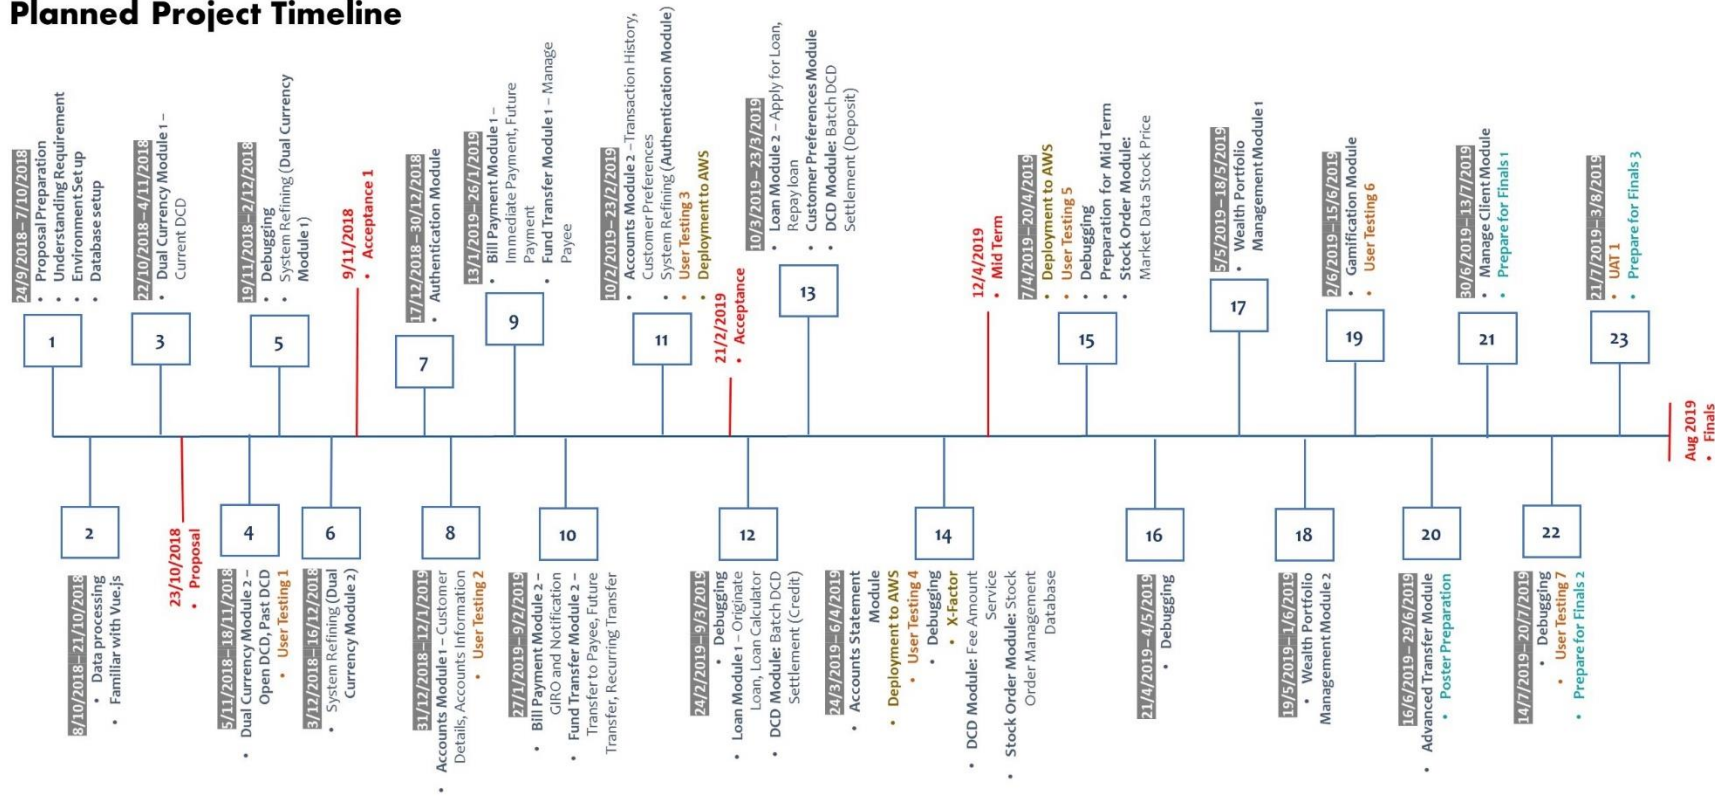 Planned Project Timeline
24/9/2018–7/10/2018
• Proposal Preparation
• Understanding Requirement
• Environment Set up
• Database setup
1
8/10/2018–21/10/2018
• Data processing
• Familiar with Vue.js
2
22/10/2018–4/11/2018
• Dual Currency Module 1 –
Current DCD
3
23/10/2018
• Proposal
5/11/2018–18/11/2018
• Dual Currency Module 2 –
Open DCD, Past DCD
• User Testing 1
4
19/11/2018–2/12/2018
• Debugging
• System Refining (Dual Currency
Module 1)
5
9/11/2018
• Acceptance 1
3/12/2018–16/12/2018
• System Refining (Dual
Currency Module 2)
6
17/12/2018–30/12/2018
• Authentication Module
7
31/12/2018–12/1/2019
• Accounts Module 1 – Customer
Details, Accounts Information
• User Testing 2
8
13/1/2019–26/1/2019
• Bill Payment Module 1 –
Immediate Payment, Future
Payment
• Fund Transfer Module 1 – Manage
Payee
9
27/1/2019–9/2/2019
• Bill Payment Module 2 –
GIRO and Notification
• Fund Transfer Module 2 –
Transfer to Payee, Future
Transfer, Recurring Transfer
10
10/2/2019–23/2/2019
• Accounts Module 2 – Transaction History,
Customer Preferences
• System Refining (Authentication Module)
• User Testing 3
• Deployment to AWS
11
21/2/2019
• Acceptance
24/2/2019–9/3/2019
• Debugging
• Loan Module 1 – Originate
Loan, Loan Calculator
• DCD Module: Batch DCD
Settlement (Credit)
12
10/3/2019–23/3/2019
• Loan Module 2 – Apply for Loan,
Repay loan
• Customer Preferences Module
• DCD Module: Batch DCD
Settlement (Deposit)
13
24/3/2019–6/4/2019
• Accounts Statement
Module
• Deployment to AWS
• User Testing 4
• Debugging
• X-Factor
• DCD Module: Fee Amount
Service
• Stock Order Module: Stock
Order Management
Database
14
12/4/2019
• Mid Term
7/4/2019–20/4/2019
• Deployment to AWS
• User Testing 5
• Debugging
• Preparation for Mid Term
• Stock Order Module:
Market Data Stock Price
15
21/4/2019–4/5/2019
• Debugging
16
5/5/2019–18/5/2019
• Wealth Portfolio
Management Module 1
17
19/5/2019–1/6/2019
• Wealth Portfolio
Management Module 2
18
2/6/2019–15/6/2019
• Gamification Module
• User Testing 6
19
16/6/2019–29/6/2019
• Advanced Transfer Module
• Poster Preparation
20
30/6/2019–13/7/2019
• Manage Client Module
• Prepare for Finals 1
21
14/7/2019–20/7/2019
• Debugging
• User Testing 7
• Prepare for Finals 2
22
21/7/2019–3/8/2019
• UAT 1
• Prepare for Finals 3
23
Aug 2019
• Finals